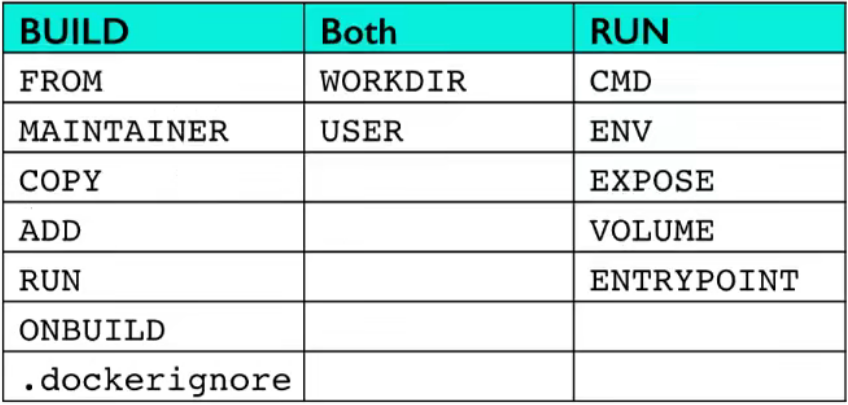 BUILD Both RUN
FROM WORKDIR CMD
MAINTAINER USER ENV
COPY EXPOSE
ADD VOLUME
RUN ENTRYPOINT
ONBUILD
.dockerignore